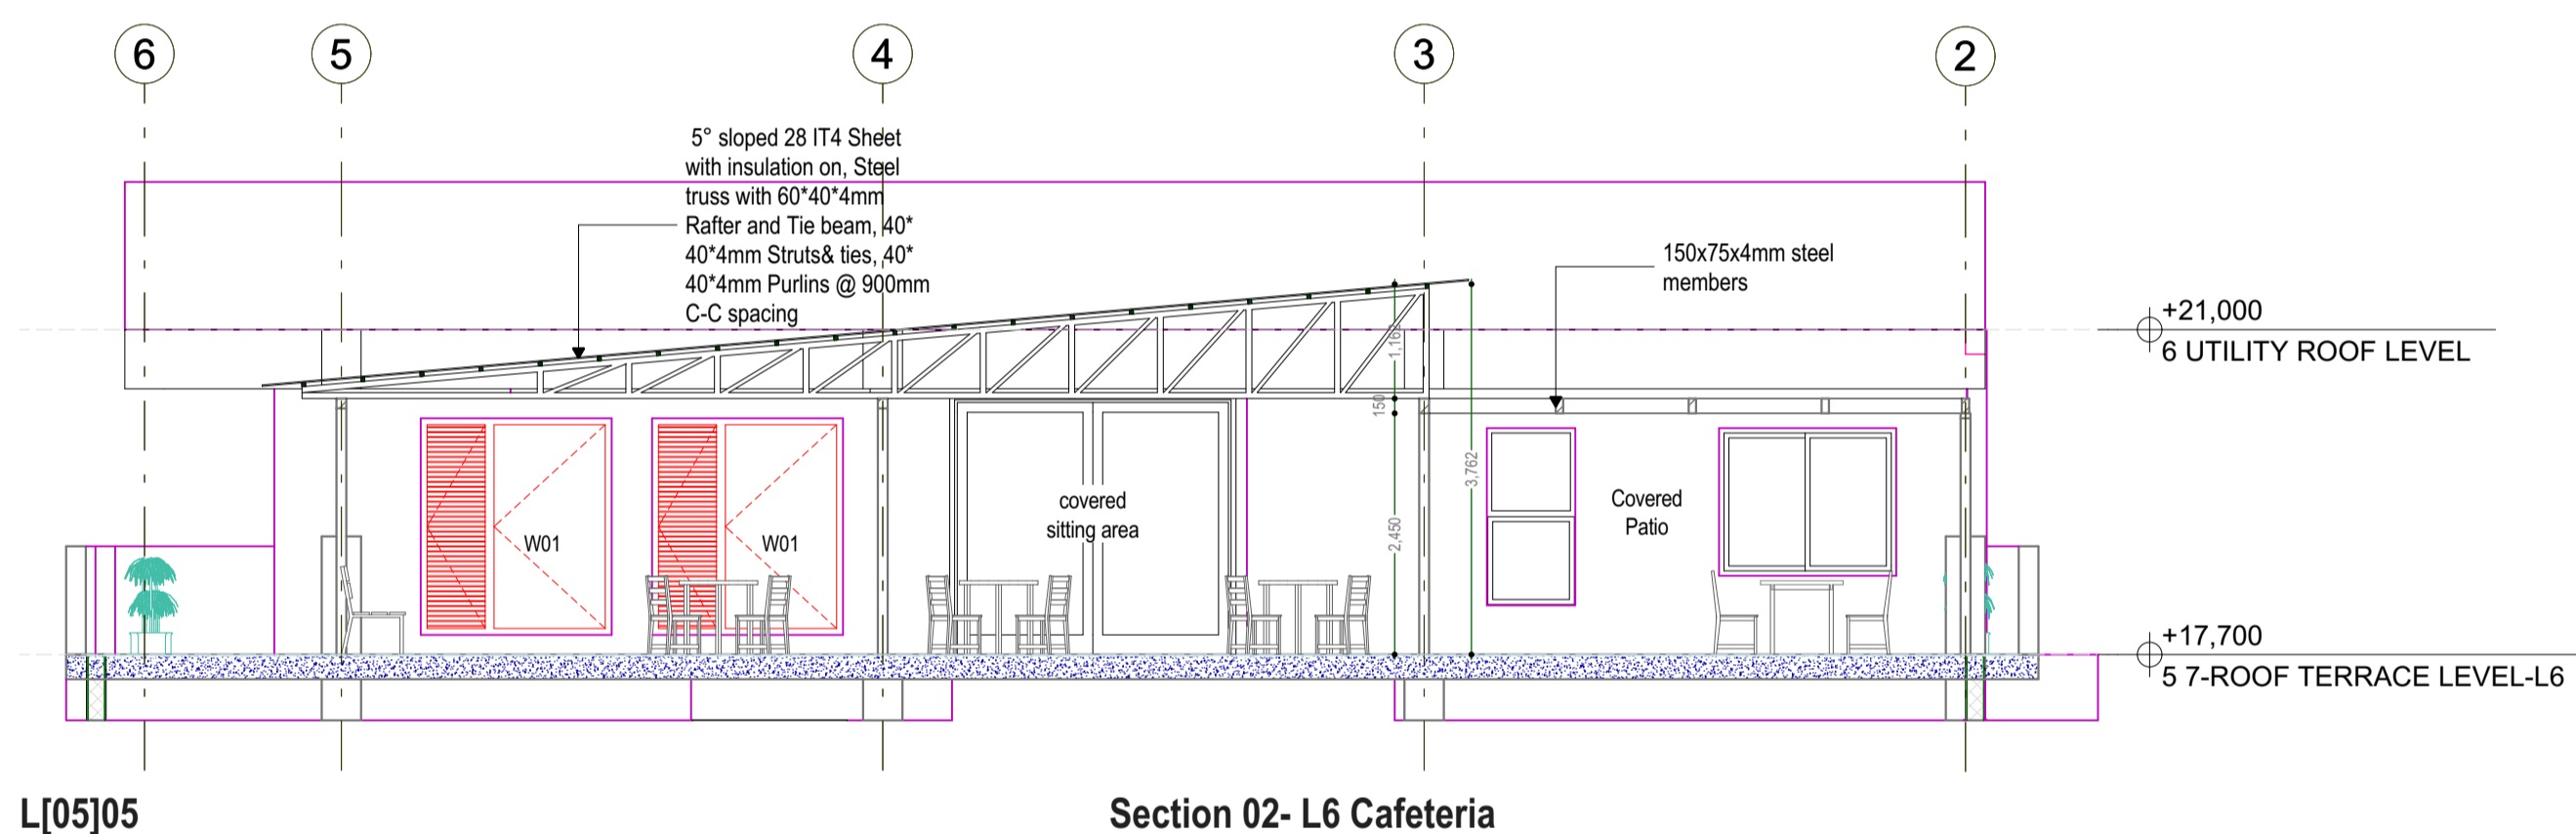 6
5
4
3
2
5° sloped 28 IT4 Sheet
with insulation on, Steel
truss with 60*40*4mm
Rafter and Tie beam, 40*
40*4mm Struts& ties, 40*
40*4mm Purlins @ 900mm
C-C spacing
150x75x4mm steel
members
+21,000
6 UTILITY ROOF LEVEL
1,162
150
2,450
3,762
W01
W01
covered
sitting area
Covered
Patio
+17,700
5 7-ROOF TERRACE LEVEL-L6
L[05]05
Section 02- L6 Cafeteria